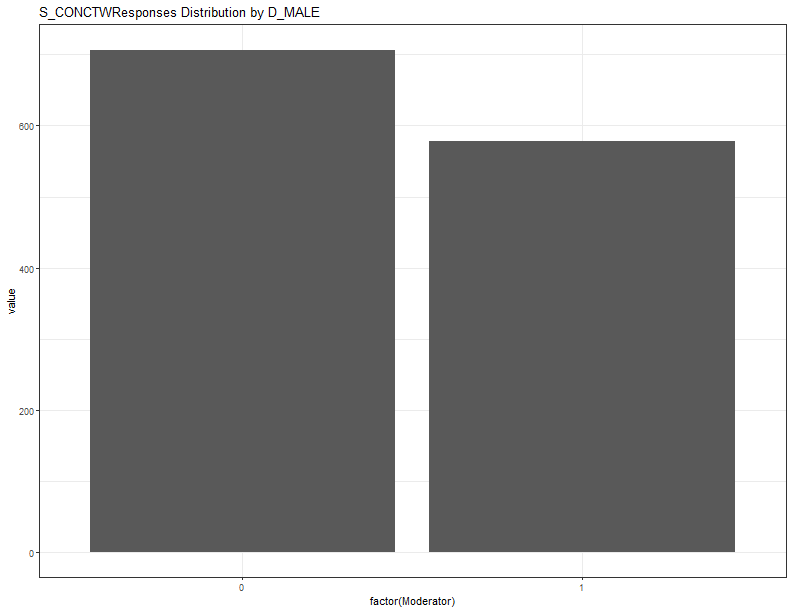 S_CONCTWResponses Distribution by D_MALE
value
600
400
200
0
0
1
factor(Moderator)